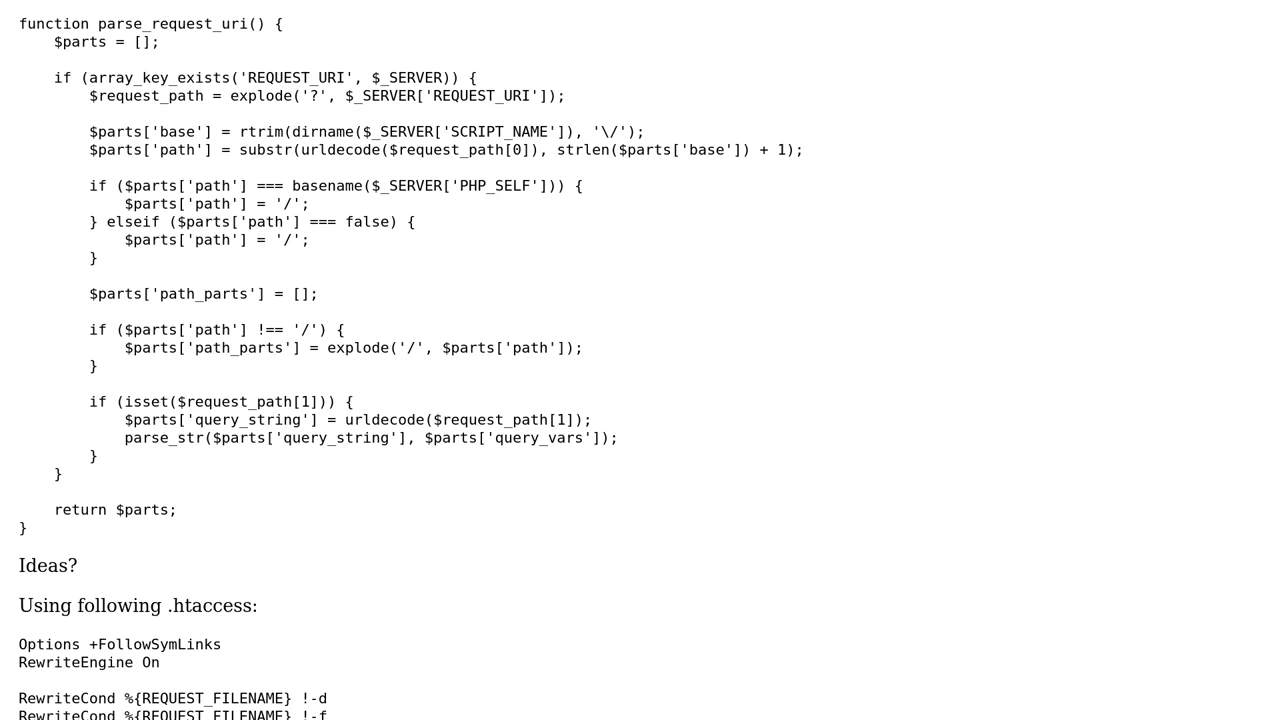 function parse_request_uri() {
    $parts = [];

    if (array_key_exists('REQUEST_URI', $_SERVER)) {
        $request_path = explode('?', $_SERVER['REQUEST_URI']);

        $parts['base'] = rtrim(dirname($_SERVER['SCRIPT_NAME']), '\/');
        $parts['path'] = substr(urldecode($request_path[0]), strlen($parts['base']) + 1);

        if ($parts['path'] === basename($_SERVER['PHP_SELF'])) {
            $parts['path'] = '/';
        } elseif ($parts['path'] === false) {
            $parts['path'] = '/';
        }

        $parts['path_parts'] = [];

        if ($parts['path'] !== '/') {
            $parts['path_parts'] = explode('/', $parts['path']);
        }

        if (isset($request_path[1])) {
            $parts['query_string'] = urldecode($request_path[1]);
            parse_str($parts['query_string'], $parts['query_vars']);
        }
    }

    return $parts;
}
Ideas?
Using following .htaccess:
Options +FollowSymLinks
RewriteEngine On

RewriteCond %{REQUEST_FILENAME} !-d
RewriteCond %{REQUEST_FILENAME} !-f